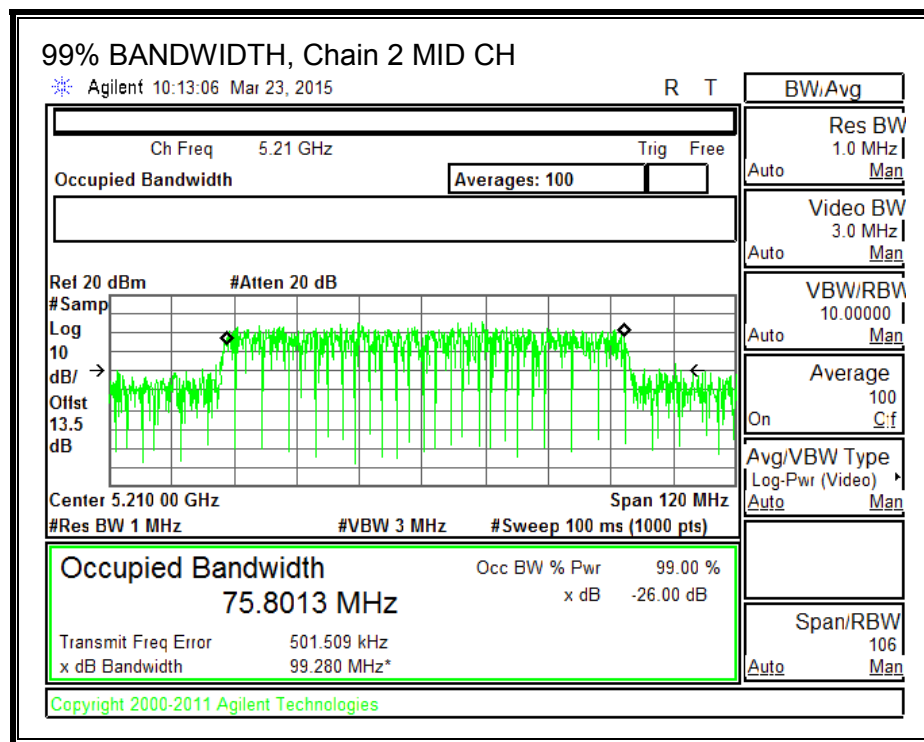 99% BANDWIDTH, Chain 2 MID CH
Agilent 10:13:06 Mar 23, 2015 R T
Ch Freq 5.21 GHz Trig Free
Occupied Bandwidth Averages: 100
Ref 20 dBm #Atten 20 dB
#Samp
Log
10
dB/
Offst
13.5
dB
Center 5.210 00 GHz Span 120 MHz
#Res BW 1 MHz #VBW 3 MHz #Sweep 100 ms (1000 pts)
Occupied Bandwidth Occ BW % Pwr 99.00 %
75.8013 MHz x dB -26.00 dB
Transmit Freq Error 501.509 kHz
x dB Bandwidth 99.280 MHz*
Copyright 2000-2011 Agilent Technologies
BW/Avg
Res BW
1.0 MHz
Auto Man
Video BW
3.0 MHz
Auto Man
VBW/RBW
10.00000
Auto Man
Average
100
On Off
Avg/VBW Type
Log-Pwr (Video)
Auto Man
Span/RBW
106
Auto Man